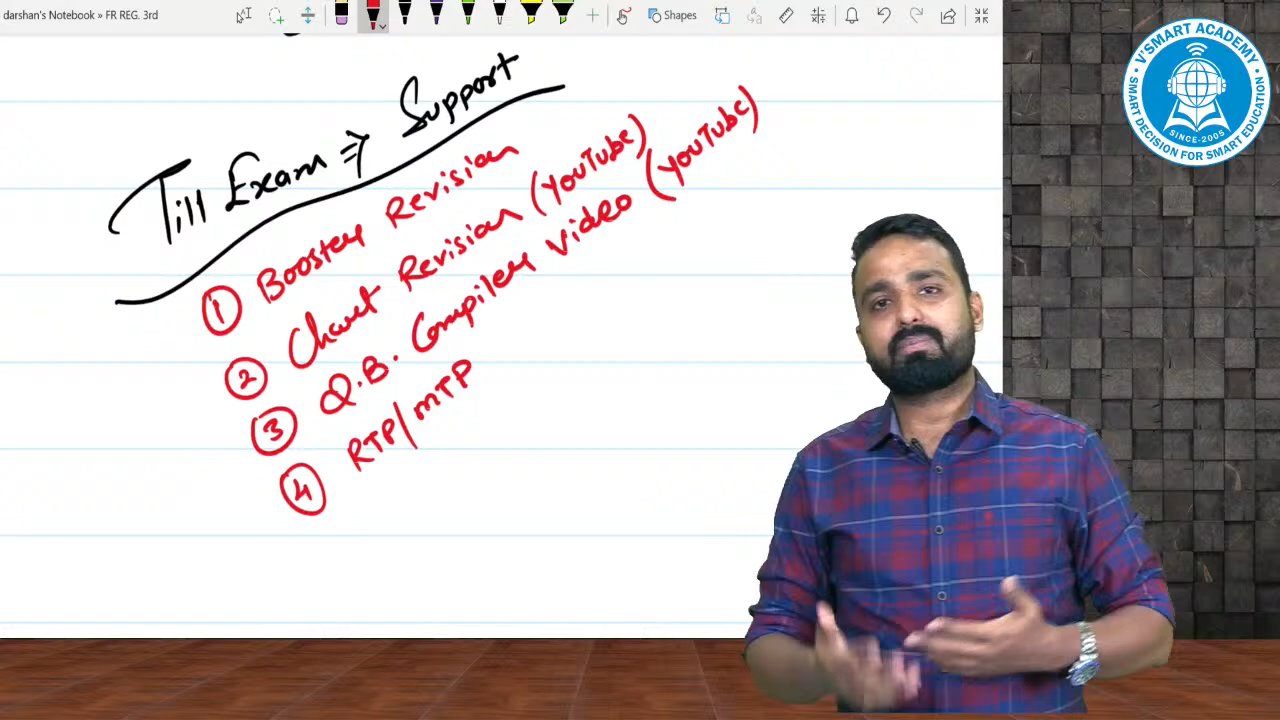 darshan's Notebook » FR REG. 3rd
Shapes
Till Exam ⇒ Support
① Booster Revision
② Chart Revision (YouTube)
③ Q.B. Compiler Video (YouTube)
④ RTP/MTP
V'SMART ACADEMY
SINCE-2005
SMART DECISION FOR SMART EDUCATION